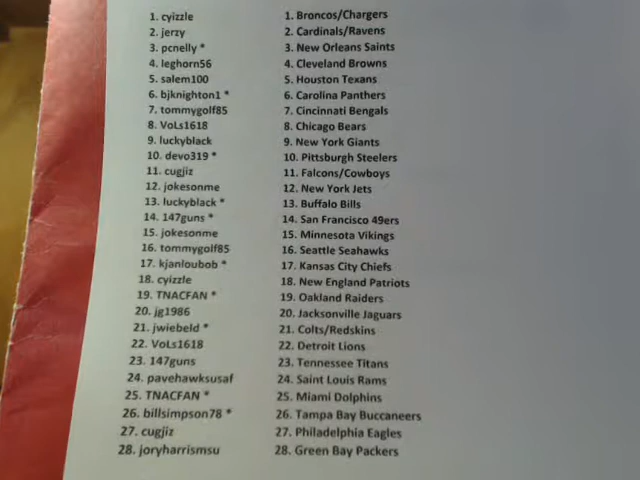 1. cyizzle 1. Broncos/Chargers
2. jerzy 2. Cardinals/Ravens
3. pcnelly * 3. New Orleans Saints
4. leghorn56 4. Cleveland Browns
5. salem100 5. Houston Texans
6. bjknighton1 * 6. Carolina Panthers
7. tommygolf85 7. Cincinnati Bengals
8. VoLs1618 8. Chicago Bears
9. luckyblack 9. New York Giants
10. devo319 * 10. Pittsburgh Steelers
11. cugjiz 11. Falcons/Cowboys
12. jokesonme 12. New York Jets
13. luckyblack * 13. Buffalo Bills
14. 147guns * 14. San Francisco 49ers
15. jokesonme 15. Minnesota Vikings
16. tommygolf85 16. Seattle Seahawks
17. kjanloubob * 17. Kansas City Chiefs
18. cyizzle 18. New England Patriots
19. TNACFAN * 19. Oakland Raiders
20. jg1986 20. Jacksonville Jaguars
21. jwiebeld * 21. Colts/Redskins
22. VoLs1618 22. Detroit Lions
23. 147guns 23. Tennessee Titans
24. pavehawksusaf 24. Saint Louis Rams
25. TNACFAN * 25. Miami Dolphins
26. billsimpson78 * 26. Tampa Bay Buccaneers
27. cugjiz 27. Philadelphia Eagles
28. joryharrismsu 28. Green Bay Packers